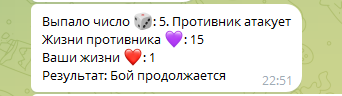 Выпало число 🎲: 5. Противник атакует
Жизни противника 💜: 15
Ваши жизни ❤️: 1
Результат: Бой продолжается
22:51